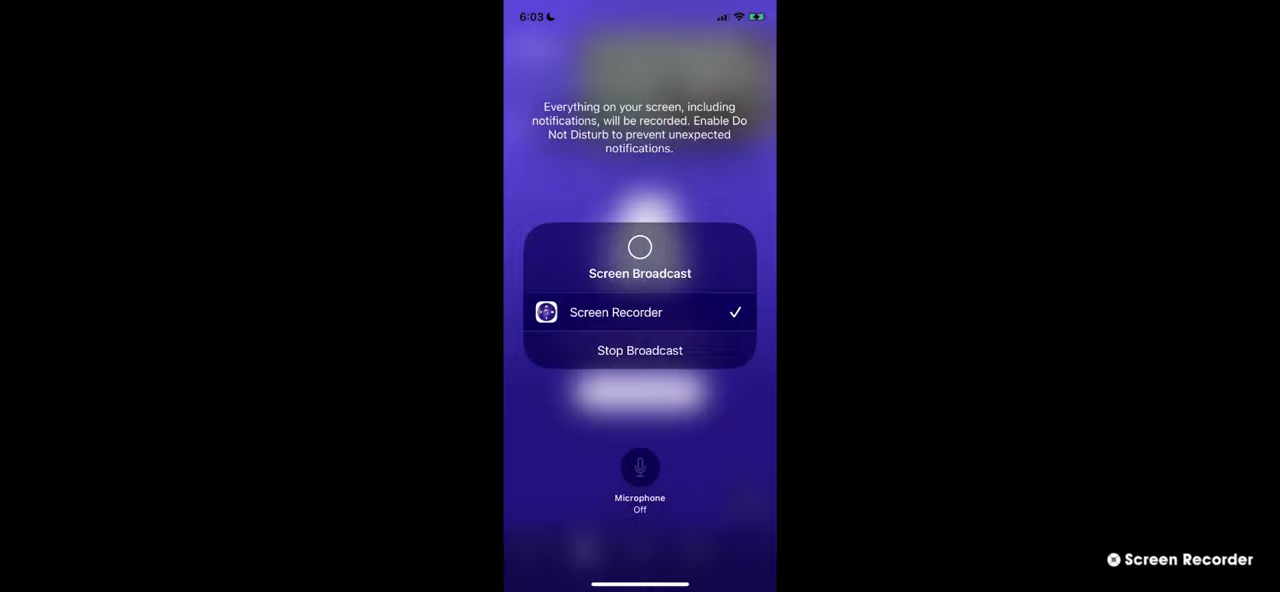 6:03
Everything on your screen, including
notifications, will be recorded. Enable Do
Not Disturb to prevent unexpected
notifications.
Screen Broadcast
Screen Recorder
Stop Broadcast
Microphone
Off
Screen Recorder